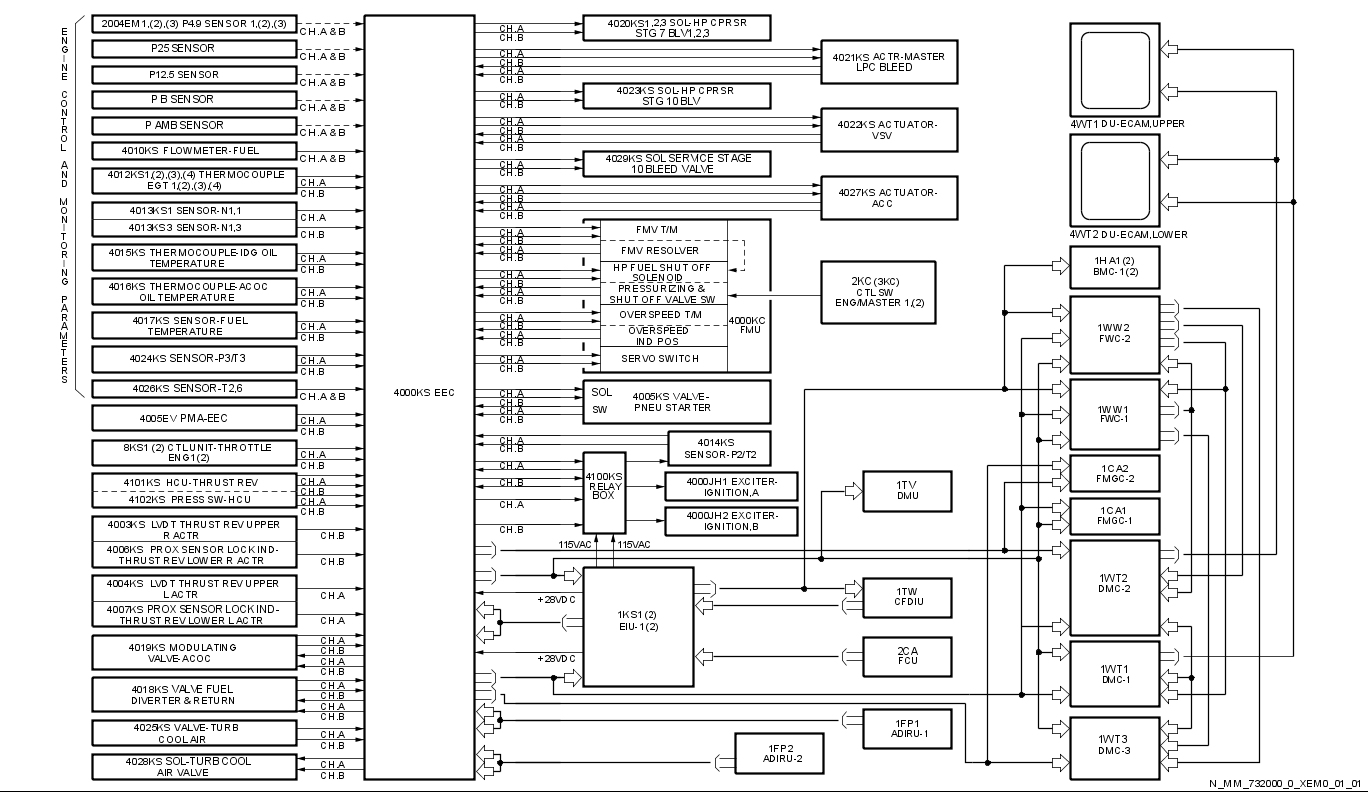 ENGINE CONTROL AND MONITORING PARAMETERS
2004EM1,(2),(3) P4.9 SENSOR 1,(2),(3)
CH.A & B
P25 SENSOR
CH.A & B
P12.5 SENSOR
CH.A & B
P B SENSOR
CH.A & B
P AMB SENSOR
CH.A & B
4010KS FLOWMETER-FUEL
CH.A & B
4012KS1,(2),(3),(4) THERMOCOUPLE
EGT 1,(2),(3),(4)
CH.A
CH.B
4013KS1 SENSOR-N1,1
CH.A
4013KS3 SENSOR-N1,3
CH.B
4015KS THERMOCOUPLE-IDG OIL
TEMPERATURE
CH.A
CH.B
4016KS THERMOCOUPLE-ACOC
OIL TEMPERATURE
CH.A
CH.B
4017KS SENSOR-FUEL
TEMPERATURE
CH.A
CH.B
4024KS SENSOR-P3/T3
CH.A
CH.B
4026KS SENSOR-T2,6
CH.A & B
4005EV PMA-EEC
CH.A
CH.B
8KS1 (2) CTLUNIT-THROTTLE
ENG1(2)
CH.A
CH.B
4101KS HCU-THRUST REV
CH.A
CH.B
4102KS PRESS SW-HCU
CH.A
CH.B
4003KS LVDT THRUST REV UPPER
R ACTR
CH.B
4006KS PROX SENSOR LOCK IND-
THRUST REV LOWER R ACTR
CH.B
4004KS LVDT THRUST REV UPPER
L ACTR
CH.A
4007KS PROX SENSOR LOCK IND-
THRUST REV LOWER L ACTR
CH.A
4019KS MODULATING
VALVE-ACOC
CH.A
CH.B
CH.A
CH.B
4018KS VALVE FUEL
DIVERTER & RETURN
CH.A
CH.B
CH.A
CH.B
4025KS VALVE-TURB
COOL AIR
CH.A
CH.B
4028KS SOL-TURB COOL
AIR VALVE
CH.A
CH.B
4000KS EEC
CH.A
CH.B
4020KS1,2,3 SOL-HP CPRSR
STG 7 BLV1,2,3
CH.A
CH.B
CH.A
CH.B
4021KS ACTR-MASTER
LPC BLEED
CH.A
CH.B
4023KS SOL-HP CPRSR
STG 10 BLV
CH.A
CH.B
CH.A
CH.B
4022KS ACTUATOR-
VSV
CH.A
CH.B
4029KS SOL SERVICE STAGE
10 BLEED VALVE
CH.A
CH.B
CH.A
CH.B
4027KS ACTUATOR-
ACC
CH.A
CH.B
FMV T/M
CH.A
CH.B
FMV RESOLVER
CH.A
CH.B
HP FUEL SHUT OFF
SOLENOID
CH.A
CH.B
PRESSURIZING &
SHUT OFF VALVE SW
CH.A
CH.B
OVERSPEED T/M
CH.A
CH.B
OVERSPEED
IND POS
CH.A
CH.B
SERVO SWITCH
4000KC
FMU
2KC (3KC)
CTL SW
ENG/MASTER 1,(2)
CH.A
CH.B
CH.A
CH.B
SOL
SW
4005KS VALVE-
PNEU STARTER
CH.A
CH.B
4014KS
SENSOR-P2/T2
CH.A
CH.B
CH.A
CH.B
4100KS
RELAY
BOX
4000JH1 EXCITER-
IGNITION,A
4000JH2 EXCITER-
IGNITION,B
115VAC
115VAC
+28VDC
+28VDC
1KS1 (2)
EIU-1 (2)
1TV
DMU
1TW
CFDIU
2CA
FCU
1FP1
ADIRU-1
1FP2
ADIRU-2
4WT1 DU-ECAM,UPPER
4WT2 DU-ECAM,LOWER
1HA1(2)
BMC-1(2)
1WW2
FWC-2
1WW1
FWC-1
1CA2
FMGC-2
1CA1
FMGC-1
1WT2
DMC-2
1WT1
DMC-1
1WT3
DMC-3
N_MM_732000_0_XEM0_01_01